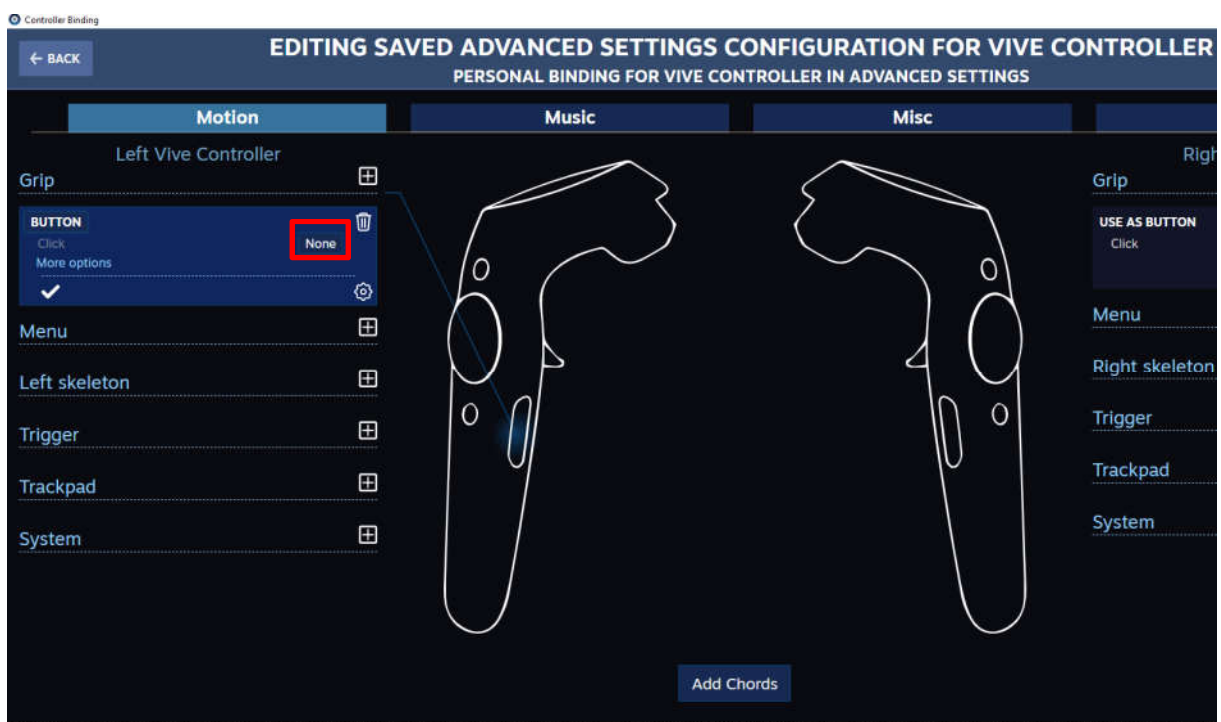 Controller Binding
← BACK
EDITING SAVED ADVANCED SETTINGS CONFIGURATION FOR VIVE CONTROLLER
PERSONAL BINDING FOR VIVE CONTROLLER IN ADVANCED SETTINGS
Motion
Music
Misc
Left Vive Controller
Grip
BUTTON
Click
None
More options
Menu
Left skeleton
Trigger
Trackpad
System
Add Chords
Grip
USE AS BUTTON
Click
Menu
Right skeleton
Trigger
Trackpad
System